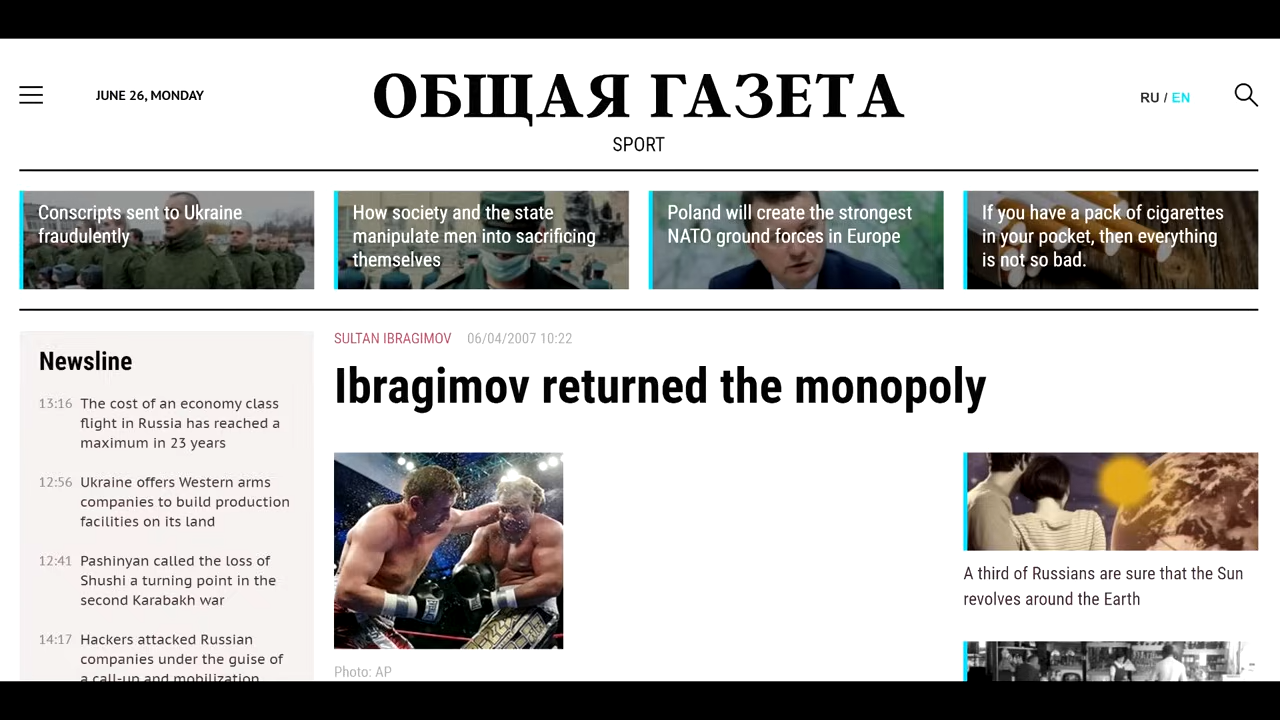 JUNE 26, MONDAY
ОБЩАЯ ГАЗЕТА
RU / EN
SPORT
Conscripts sent to Ukraine
fraudulently
How society and the state
manipulate men into sacrificing
themselves
Poland will create the strongest
NATO ground forces in Europe
If you have a pack of cigarettes
in your pocket, then everything
is not so bad.
Newsline
13:16 The cost of an economy class
flight in Russia has reached a
maximum in 23 years
12:56 Ukraine offers Western arms
companies to build production
facilities on its land
12:41 Pashinyan called the loss of
Shushi a turning point in the
second Karabakh war
14:17 Hackers attacked Russian
companies under the guise of
a call-up and mobilization
SULTAN IBRAGIMOV 06/04/2007 10:22
Ibragimov returned the monopoly
Photo: AP
A third of Russians are sure that the Sun
revolves around the Earth